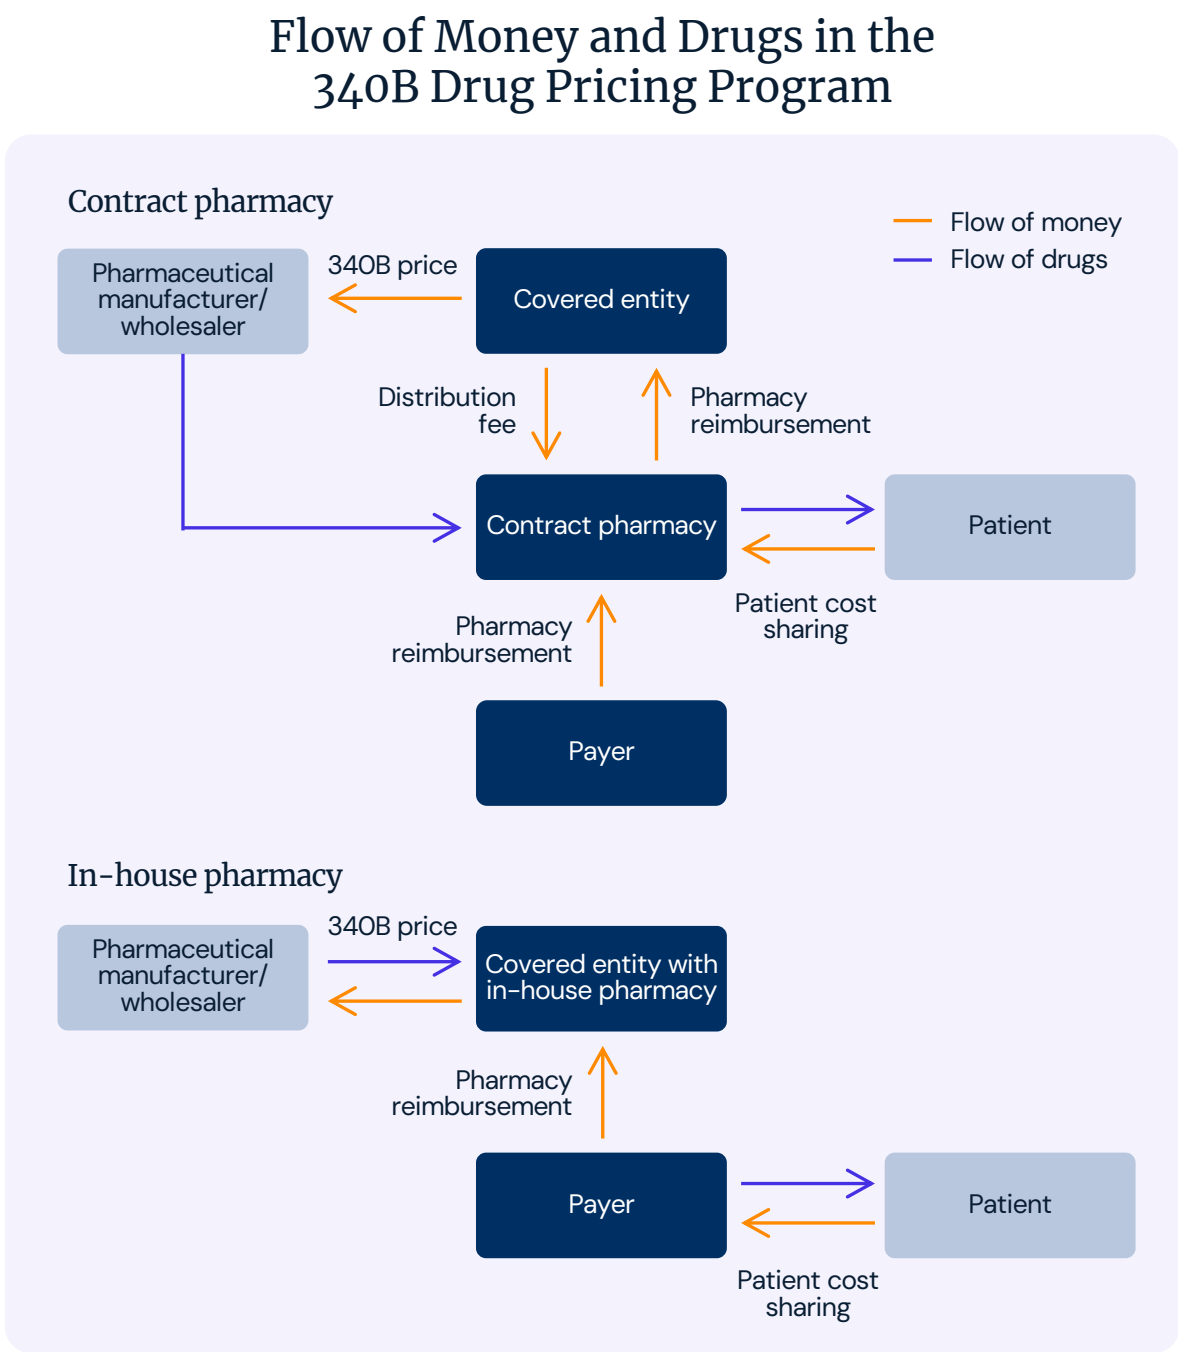 Flow of Money and Drugs in the
340B Drug Pricing Program
Contract pharmacy
Flow of money
Flow of drugs
Pharmaceutical
manufacturer/
wholesaler
340B price
Covered entity
Distribution
fee
Pharmacy
reimbursement
Contract pharmacy
Patient
Patient cost
sharing
Pharmacy
reimbursement
Payer
In-house pharmacy
Pharmaceutical
manufacturer/
wholesaler
340B price
Covered entity with
in-house pharmacy
Pharmacy
reimbursement
Payer
Patient
Patient cost
sharing